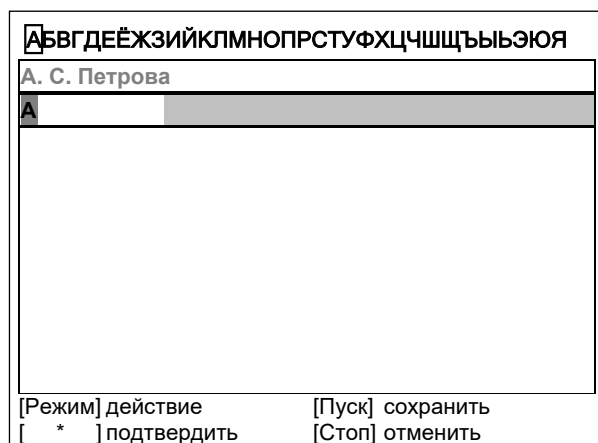 АБВГДЕЁЖЗИЙКЛМНОПРСТУФХЦЧШЩЪЫЬЭЮЯ
А. С. Петрова
А
[Режим] действие [Пуск] сохранить
[ * ] подтвердить [Стоп] отменить